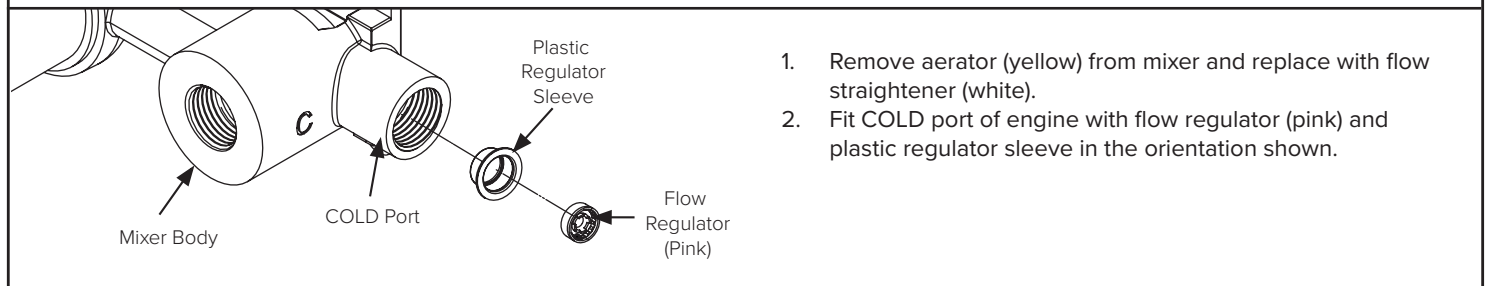 Plastic
Regulator
Sleeve
C
COLD Port
Mixer Body
Flow
Regulator
(Pink)
1. Remove aerator (yellow) from mixer and replace with flow
straightener (white).
2. Fit COLD port of engine with flow regulator (pink) and
plastic regulator sleeve in the orientation shown.